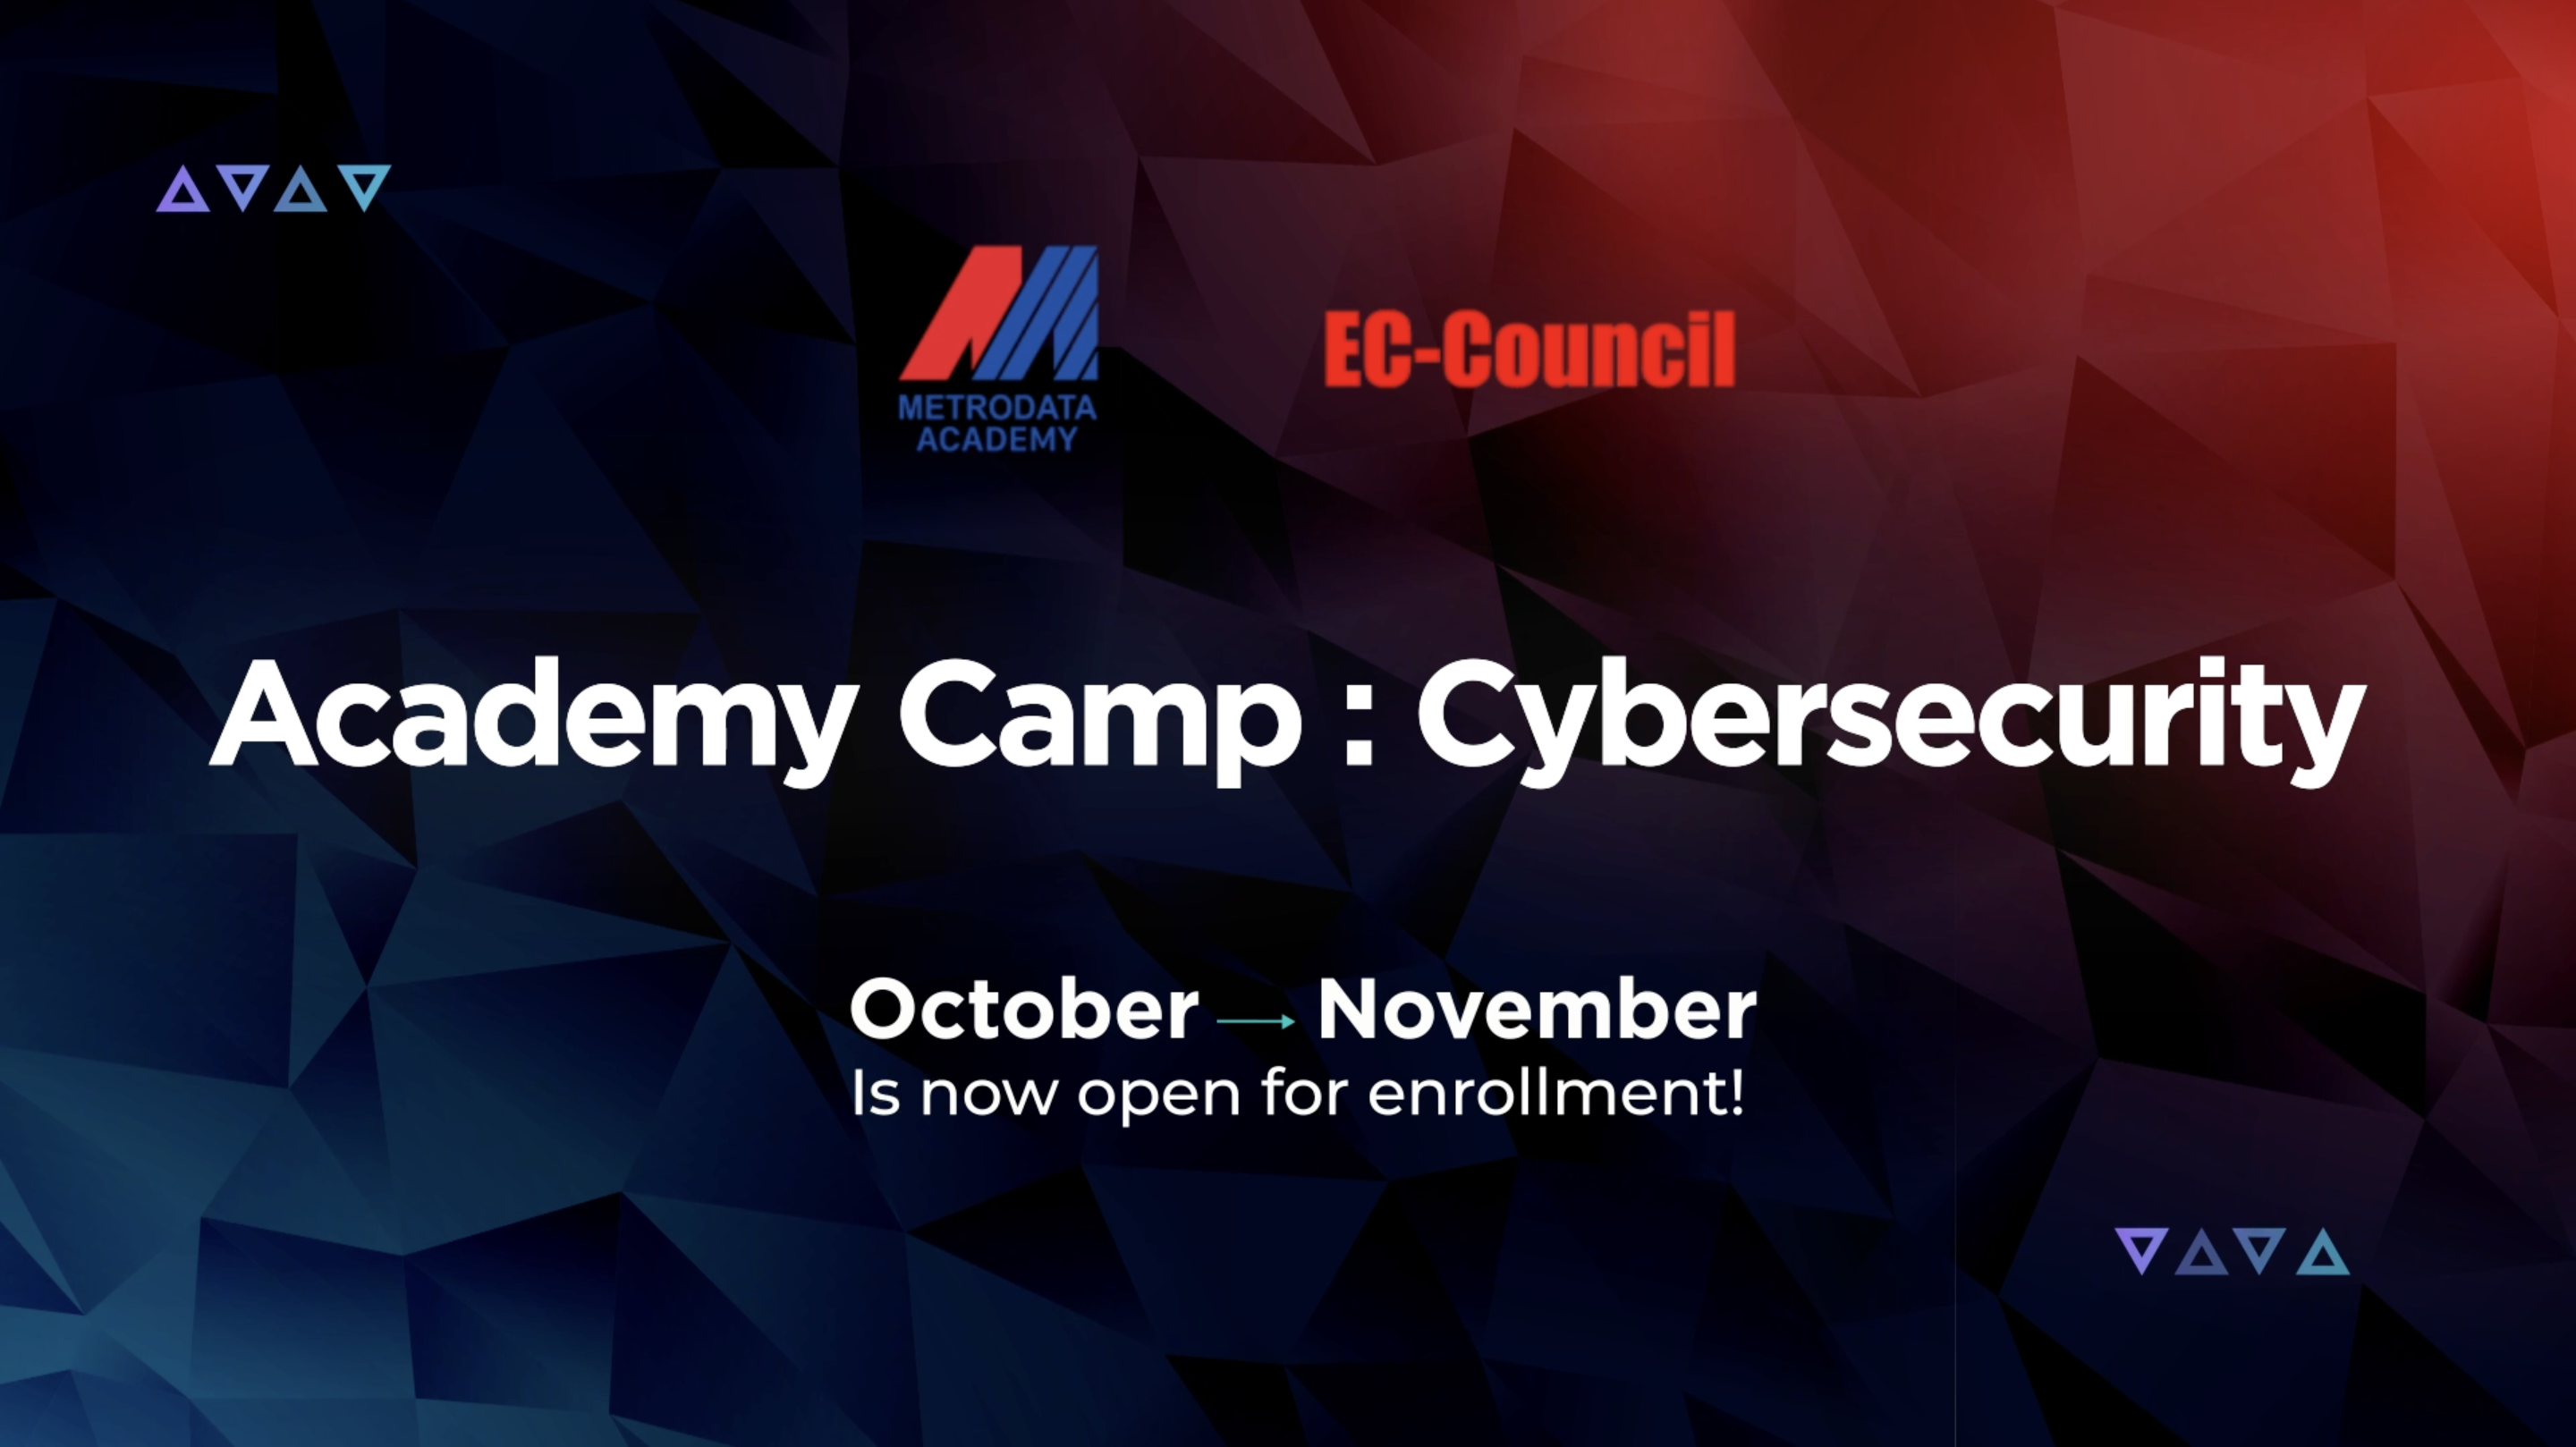 METRODATA
ACADEMY
EC-Council
Academy Camp : Cybersecurity
October → November
Is now open for enrollment!